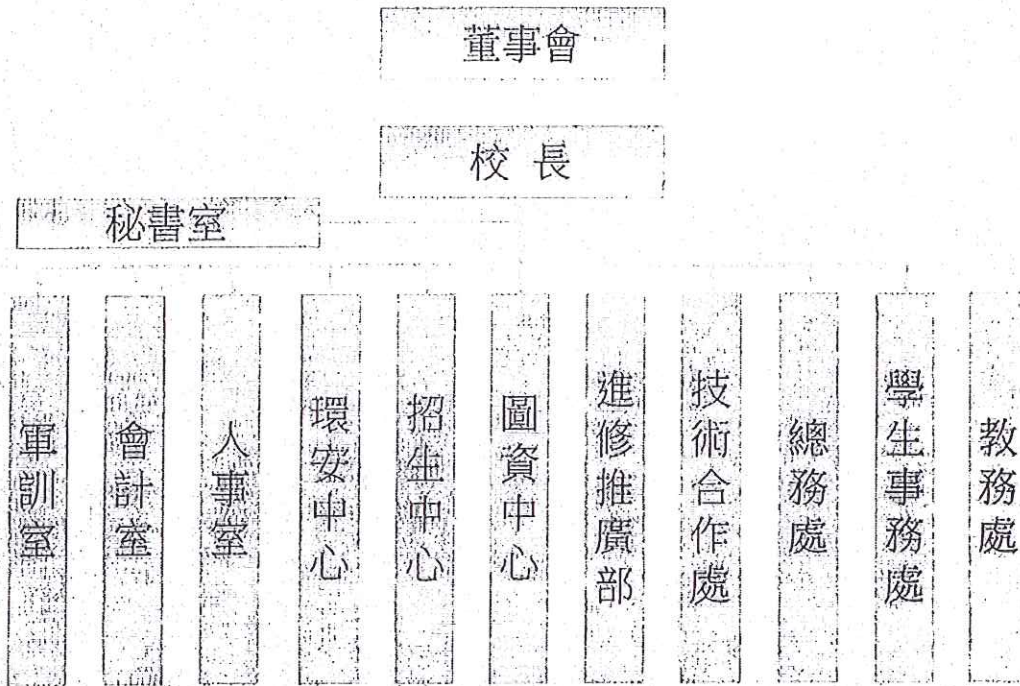 董事會
校長
秘書室
軍訓室
會計室
人事室
環安中心
招生中心
圖資中心
進修推廣部
技術合作處
總務處
學生事務處
教務處